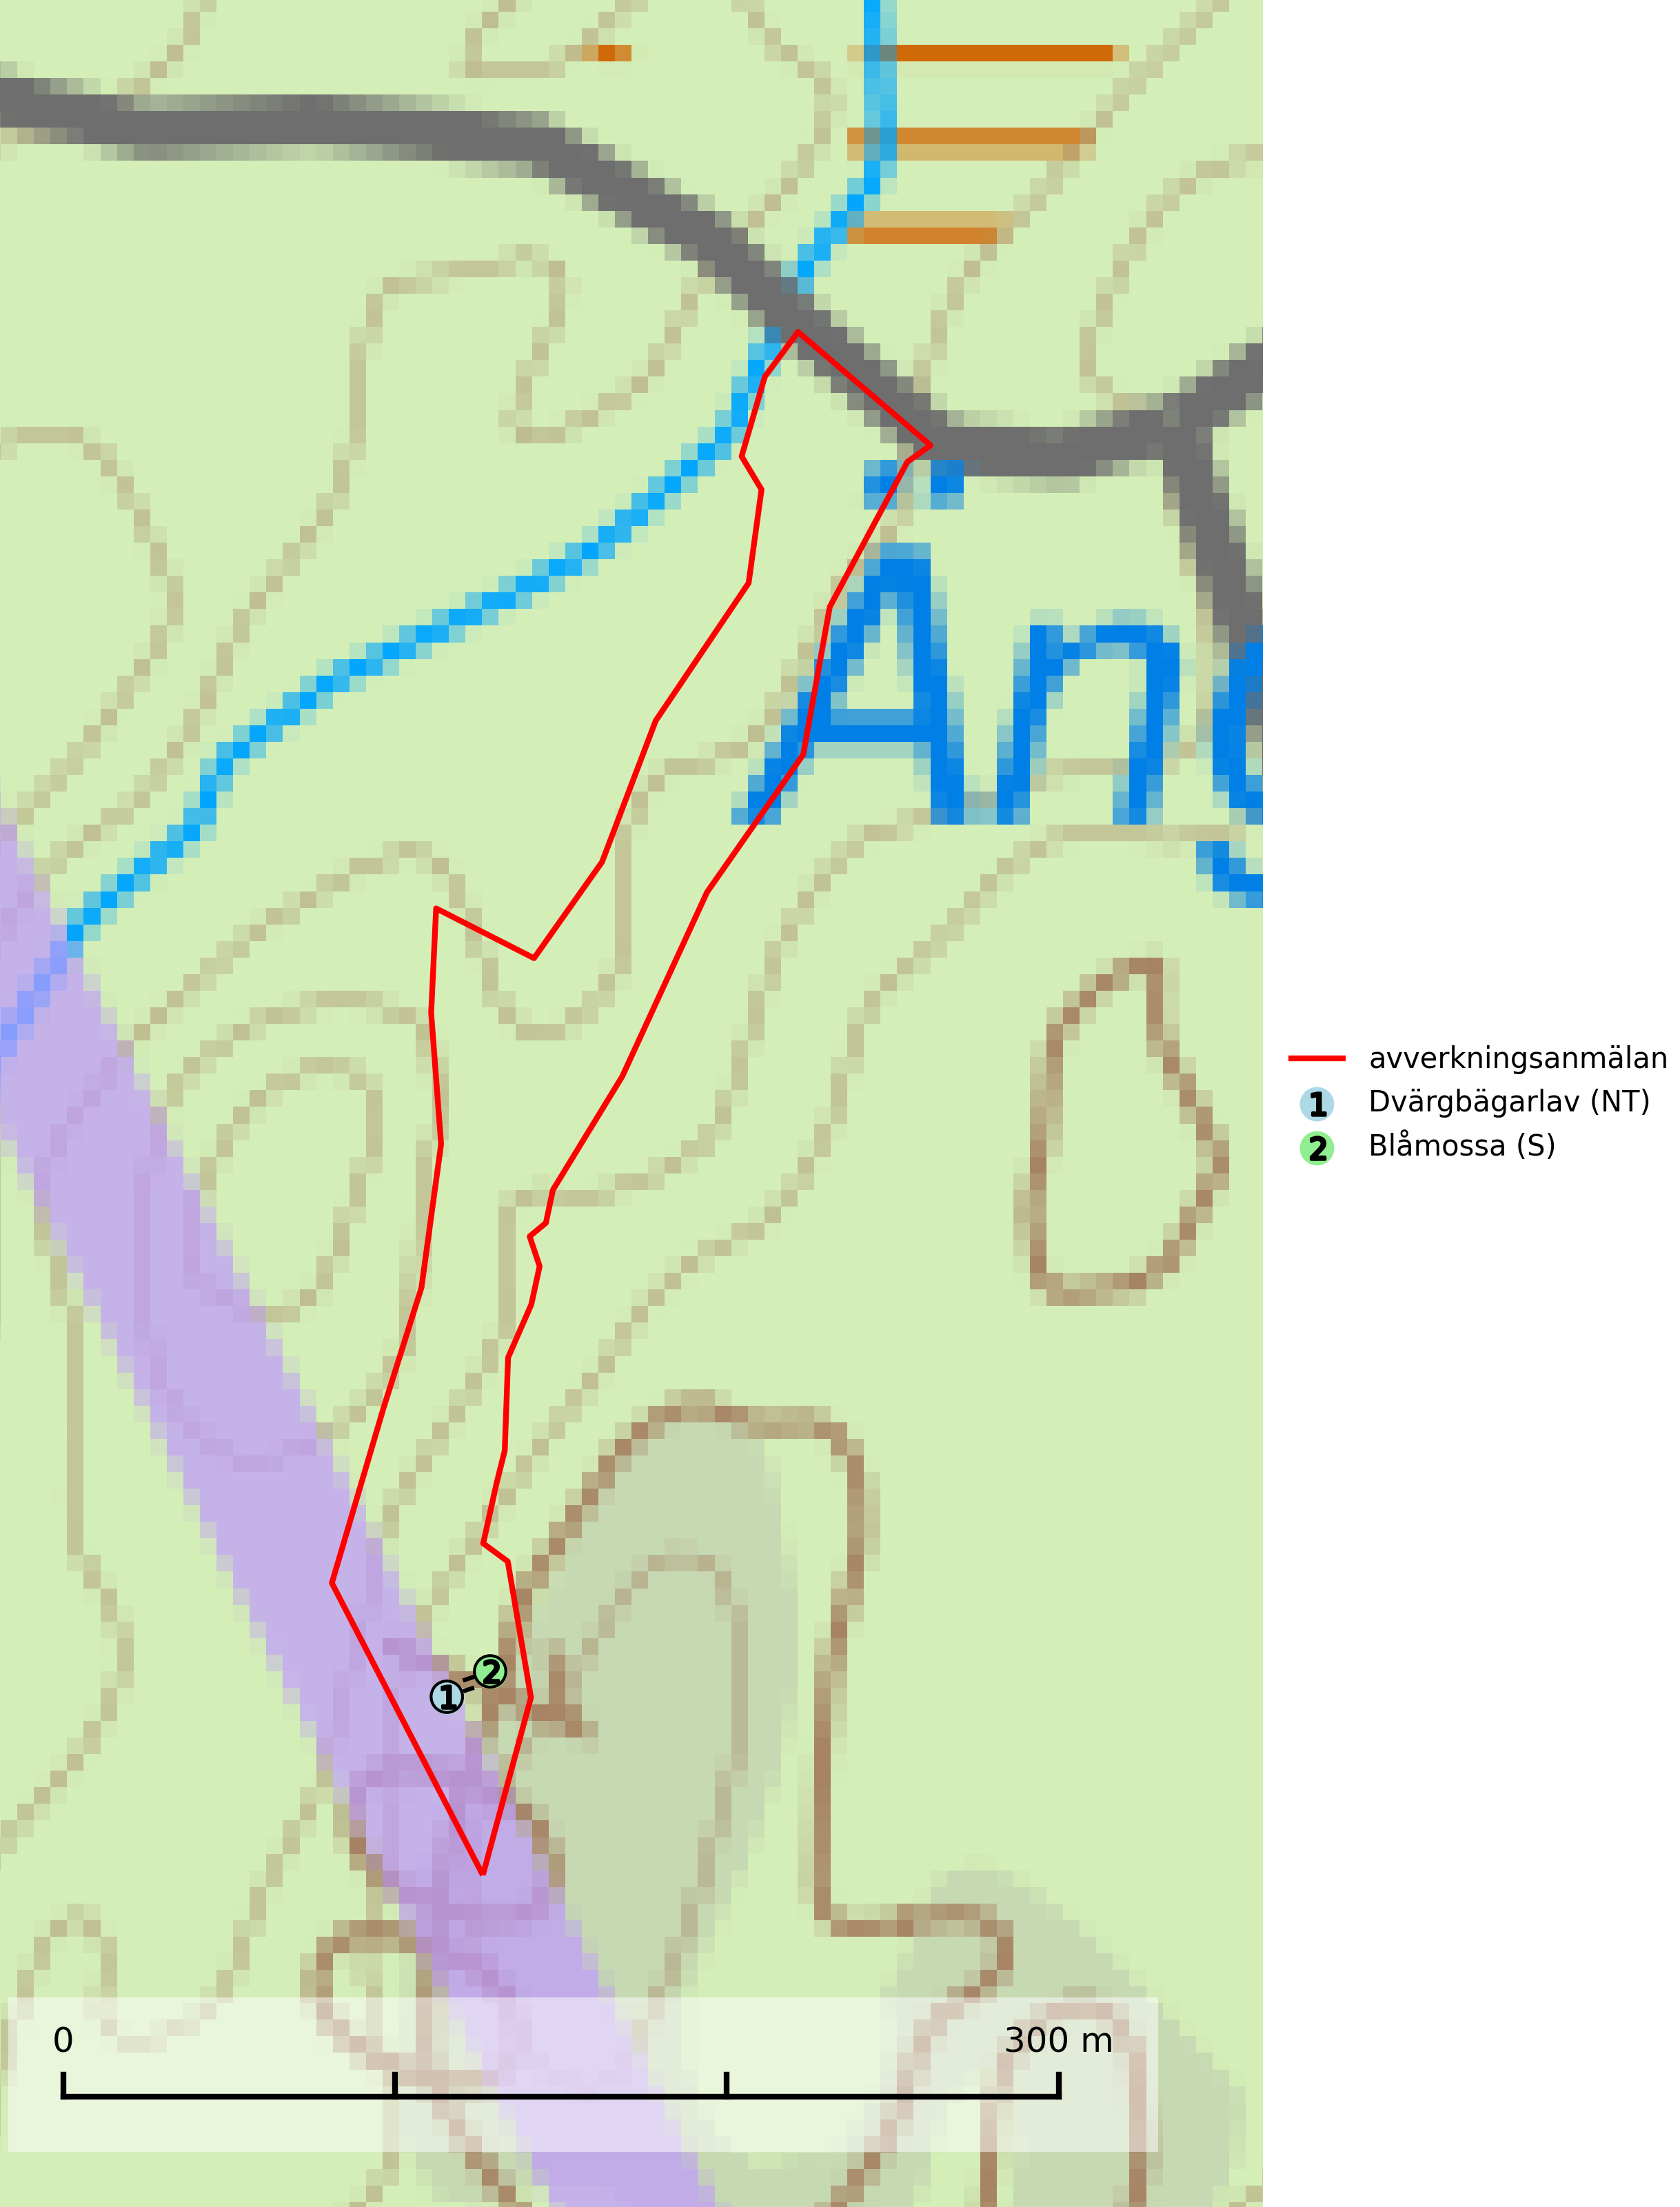 An
avverkningsanmälan
1 Dvärgbägarlav (NT)
2 Blåmossa (S)
2
1
0 300 m